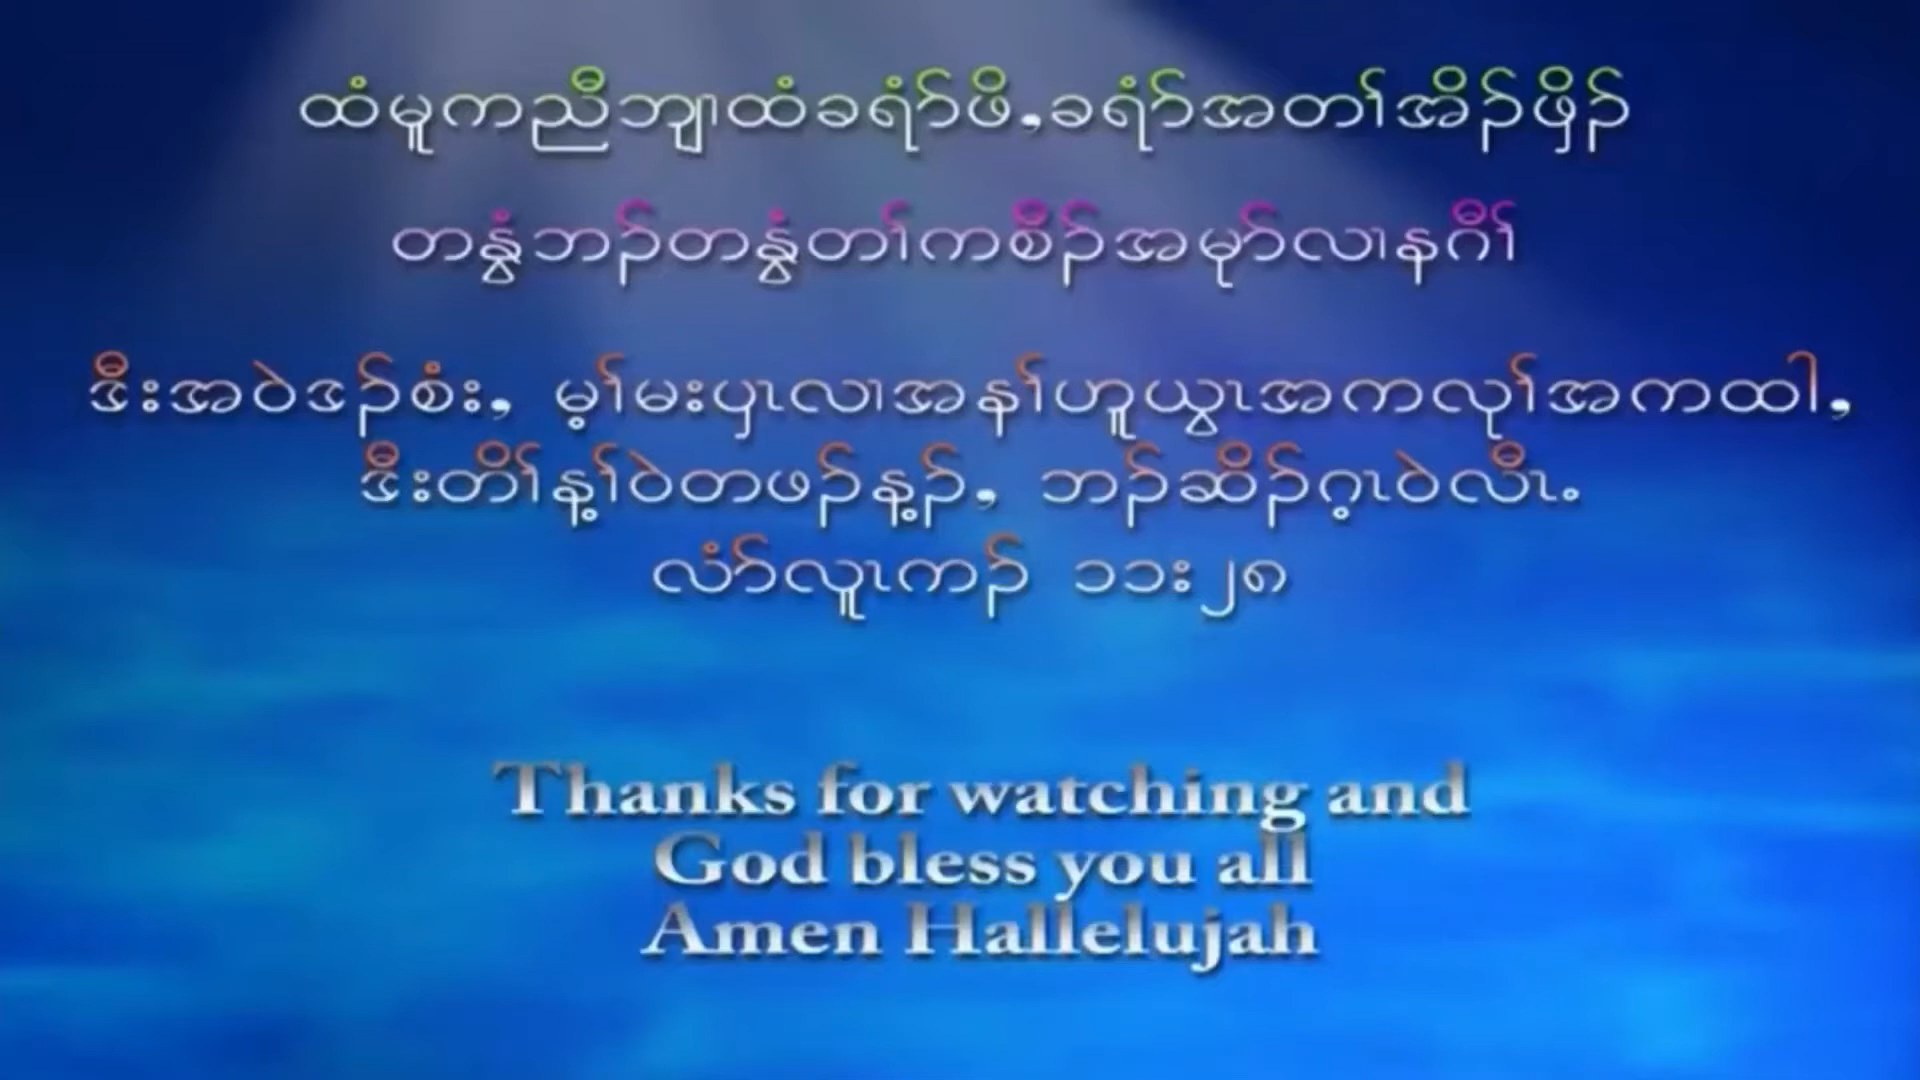 ထံမူကညီဘျၢထံခရံာ်ဖိ,ခရံာ်အတၢ်အိၣ်ဖှိၣ်
တနွံဘၣ်တနွံတၢ်ကစီၣ်အမုာ်လၢနဂီၢ်
ဒီးအဝဲဒၣ်စံး, မ့ၢ်မးပှၤလၢအနၢ်ဟူယွၤအကလုၢ်အကထါ,
ဒီးတိၢ်န့ၢ်ဝဲတဖၣ်န့ၣ်, ဘၣ်ဆိၣ်ဂ့ၤဝဲလီၤ.
လံာ်လူၤကၣ် ၁၁း၂၈
Thanks for watching and
God bless you all
Amen Hallelujah